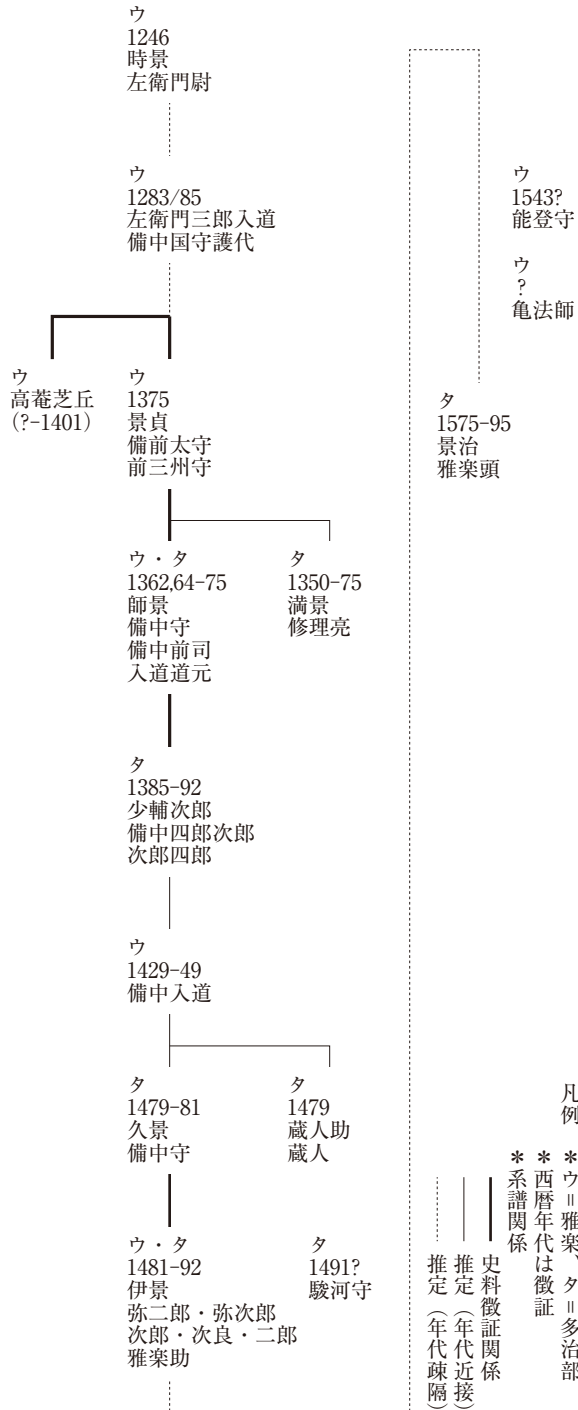 ウ
1246
時景
左衛門尉
ウ
1283/85
左衛門三郎入道
備中国守護代
ウ
高菴芝丘
(?-1401)
ウ
1375
景貞
備前太守
前三州守
ウ・タ
1362,64-75
師景
備中守
備中前司
入道道元
タ
1350-75
満景
修理亮
タ
1385-92
少輔次郎
備中四郎次郎
次郎四郎
ウ
1429-49
備中入道
タ
1479-81
久景
備中守
タ
1479
蔵人助
蔵人
ウ・タ
1481-92
伊景
弥二郎・弥次郎
次郎・次良・二郎
雅楽助
タ
1491?
駿河守
ウ
1543?
能登守
ウ
?
亀法師
タ
1575-95
景治
雅楽頭
凡例
*ウ=雅楽、タ=多治部
*西暦年代は徴証
*系譜関係
史料徴証関係
推定(年代近接)
推定(年代疎隔)